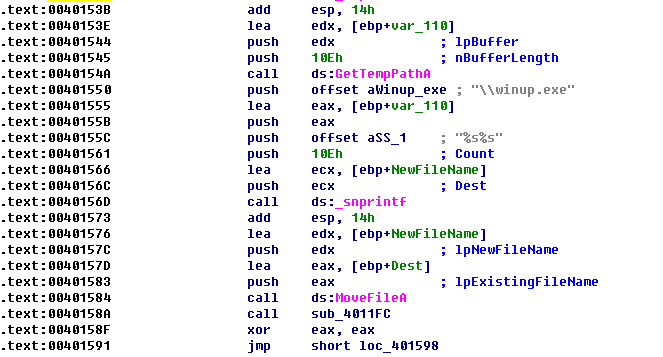 .text:0040153B add esp, 14h
.text:0040153E lea edx, [ebp+var_110]
.text:00401544 push edx ; lpBuffer
.text:00401545 push 10Eh ; nBufferLength
.text:0040154A call ds:GetTempPathA
.text:00401550 push offset aWinup_exe ; "\\winup.exe"
.text:00401555 lea eax, [ebp+var_110]
.text:0040155B push eax
.text:0040155C push offset aSS_1 ; "%s%s"
.text:00401561 push 10Eh ; Count
.text:00401566 lea ecx, [ebp+NewFileName]
.text:0040156C push ecx ; Dest
.text:0040156D call ds:_snprintf
.text:00401573 add esp, 14h
.text:00401576 lea edx, [ebp+NewFileName]
.text:0040157C push edx ; lpNewFileName
.text:0040157D lea eax, [ebp+Dest]
.text:00401583 push eax ; lpExistingFileName
.text:00401584 call ds:MoveFileA
.text:0040158A call sub_4011FC
.text:0040158F xor eax, eax
.text:00401591 jmp short loc_401598